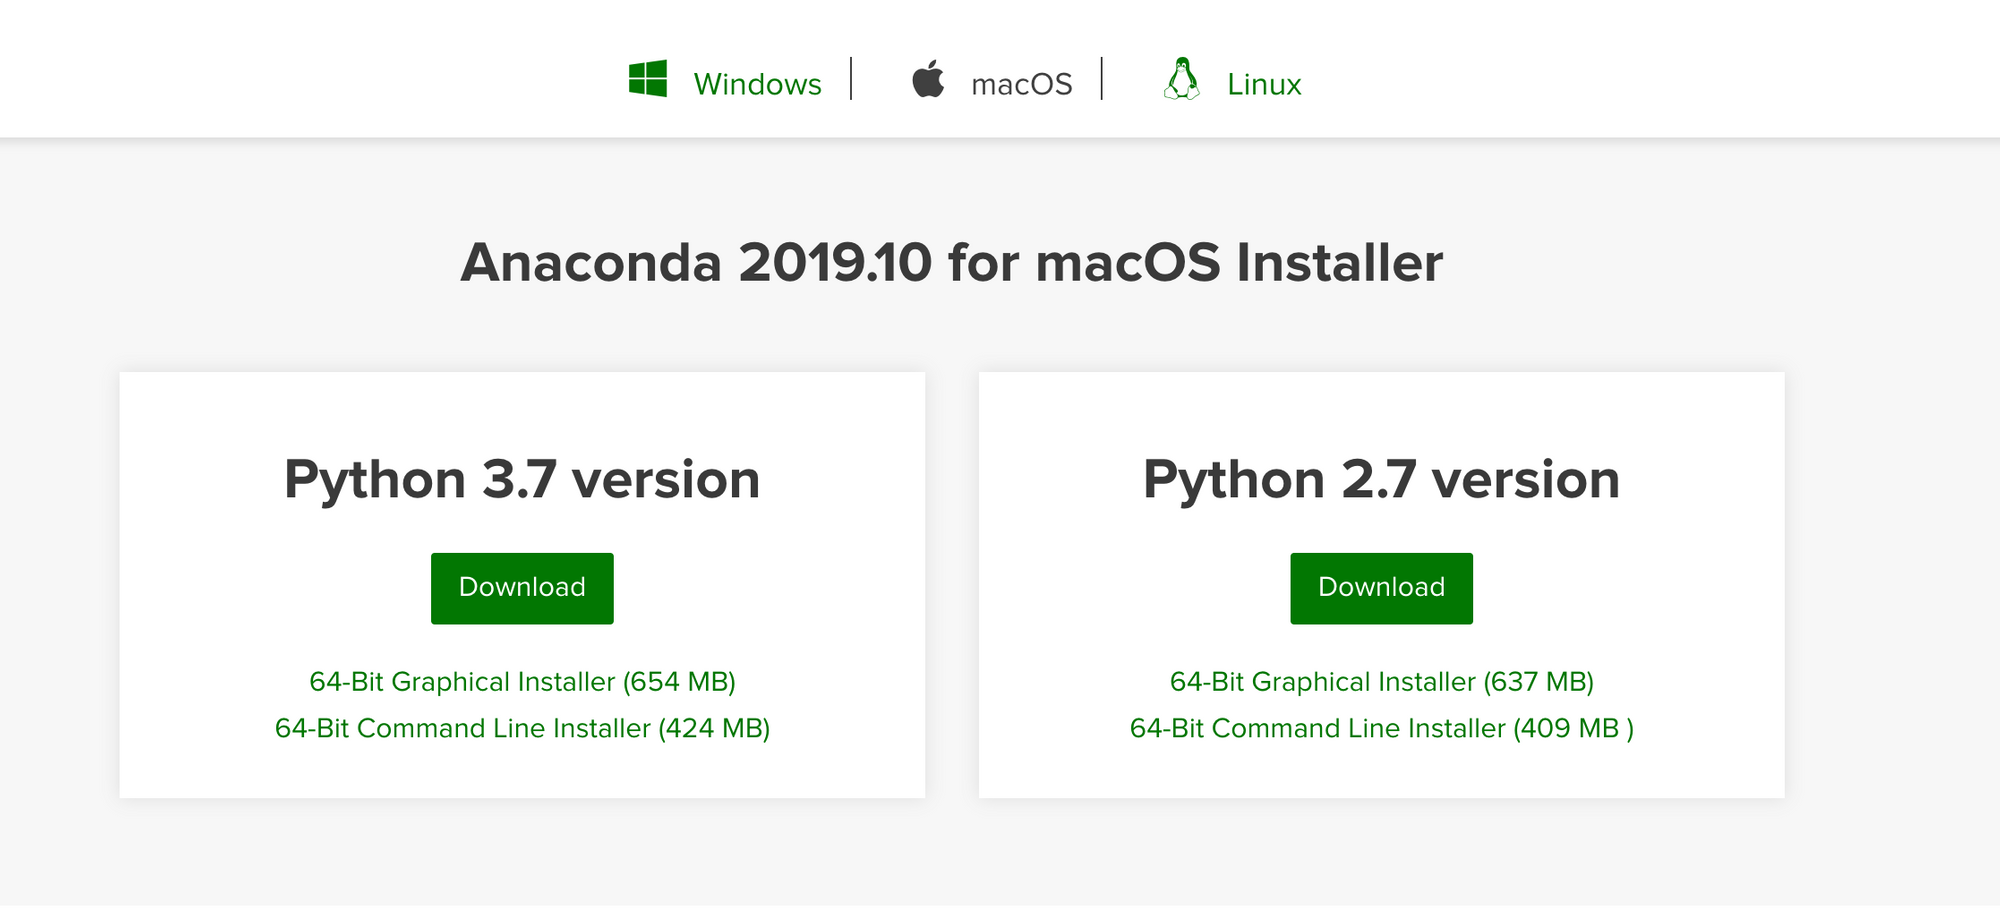 Windows
macOS
Linux
Anaconda 2019.10 for macOS Installer
Python 3.7 version
Download
64-Bit Graphical Installer (654 MB)
64-Bit Command Line Installer (424 MB)
Python 2.7 version
Download
64-Bit Graphical Installer (637 MB)
64-Bit Command Line Installer (409 MB )